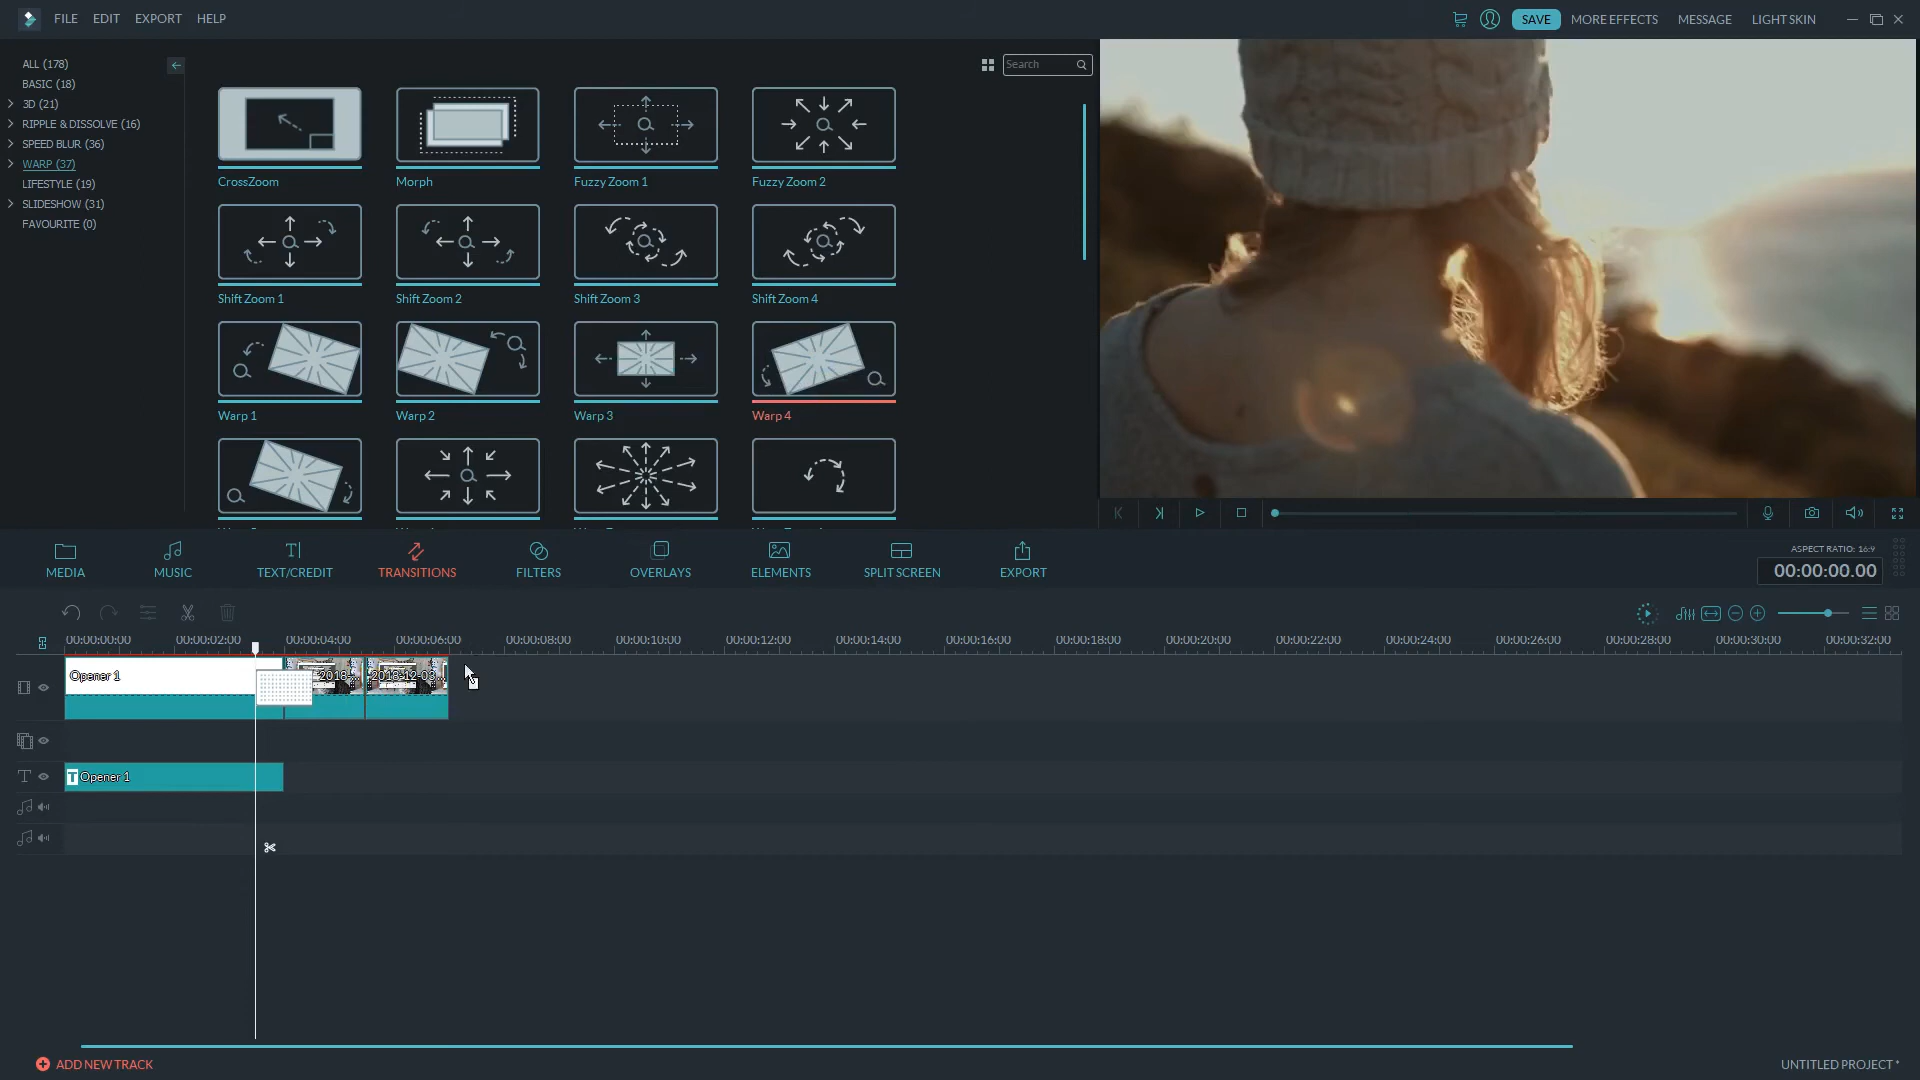 FILE EDIT EXPORT HELP
SAVE MORE EFFECTS MESSAGE LIGHT SKIN
ALL (178)
BASIC (18)
3D (21)
RIPPLE & DISSOLVE (16)
SPEED BLUR (36)
WARP (37)
LIFESTYLE (19)
SLIDESHOW (31)
FAVOURITE (0)
Search
CrossZoom Morph Fuzzy Zoom 1 Fuzzy Zoom 2
Shift Zoom 1 Shift Zoom 2 Shift Zoom 3 Shift Zoom 4
Warp 1 Warp 2 Warp 3 Warp 4
MEDIA MUSIC TEXT/CREDIT TRANSITIONS FILTERS OVERLAYS ELEMENTS SPLIT SCREEN EXPORT
ASPECT RATIO: 16:9
00:00:00.00
00:00:00:00 00:00:02:00 00:00:04:00 00:00:06:00 00:00:08:00 00:00:10:00 00:00:12:00 00:00:14:00 00:00:16:00 00:00:18:00 00:00:20:00 00:00:22:00 00:00:24:00 00:00:26:00 00:00:28:00 00:00:30:00 00:00:32:00
Opener 1 2018-... 2018-12-03...
T Opener 1
ADD NEW TRACK
UNTITLED PROJECT *